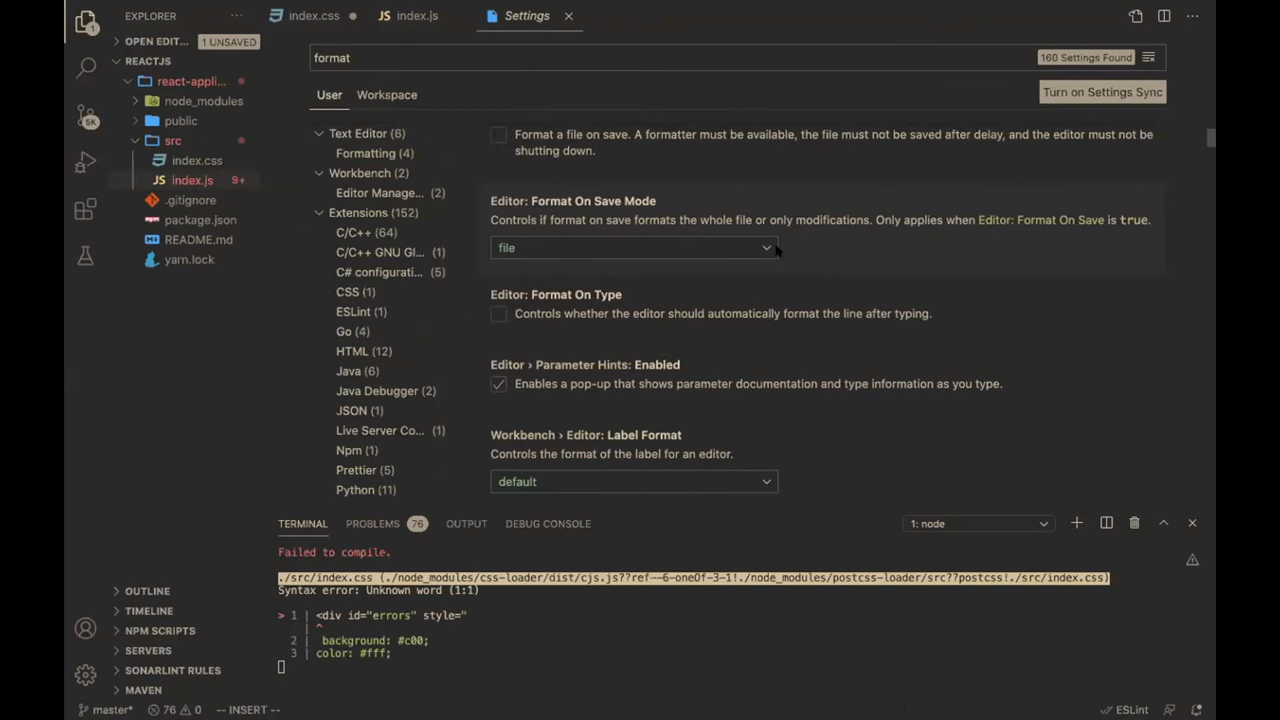 EXPLORER
index.css
index.js
Settings
OPEN EDIT...
1 UNSAVED
REACTJS
react-appli...
node_modules
public
src
index.css
index.js
9+
.gitignore
package.json
README.md
yarn.lock
1
5K
format
160 Settings Found
User
Workspace
Turn on Settings Sync
Text Editor (6)
Formatting (4)
Workbench (2)
Editor Manage... (2)
Extensions (152)
C/C++ (64)
C/C++ GNU Gl... (1)
C# configurati... (5)
CSS (1)
ESLint (1)
Go (4)
HTML (12)
Java (6)
Java Debugger (2)
JSON (1)
Live Server Co... (1)
Npm (1)
Prettier (5)
Python (11)
Format a file on save. A formatter must be available, the file must not be saved after delay, and the editor must not be
shutting down.
Editor: Format On Save Mode
Controls if format on save formats the whole file or only modifications. Only applies when Editor: Format On Save is true.
file
Editor: Format On Type
Controls whether the editor should automatically format the line after typing.
Editor › Parameter Hints: Enabled
Enables a pop-up that shows parameter documentation and type information as you type.
Workbench › Editor: Label Format
Controls the format of the label for an editor.
default
TERMINAL
PROBLEMS
76
OUTPUT
DEBUG CONSOLE
1: node
Failed to compile.
./src/index.css (./node_modules/css-loader/dist/cjs.js??ref--6-oneOf-3-1!./node_modules/postcss-loader/src??postcss!./src/index.css)
Syntax error: Unknown word (1:1)
> 1 | <div id="errors" style="
| ^
2 | background: #c00;
3 | color: #fff;
OUTLINE
TIMELINE
NPM SCRIPTS
SERVERS
SONARLINT RULES
MAVEN
master*
76
0
-- INSERT --
ESLint